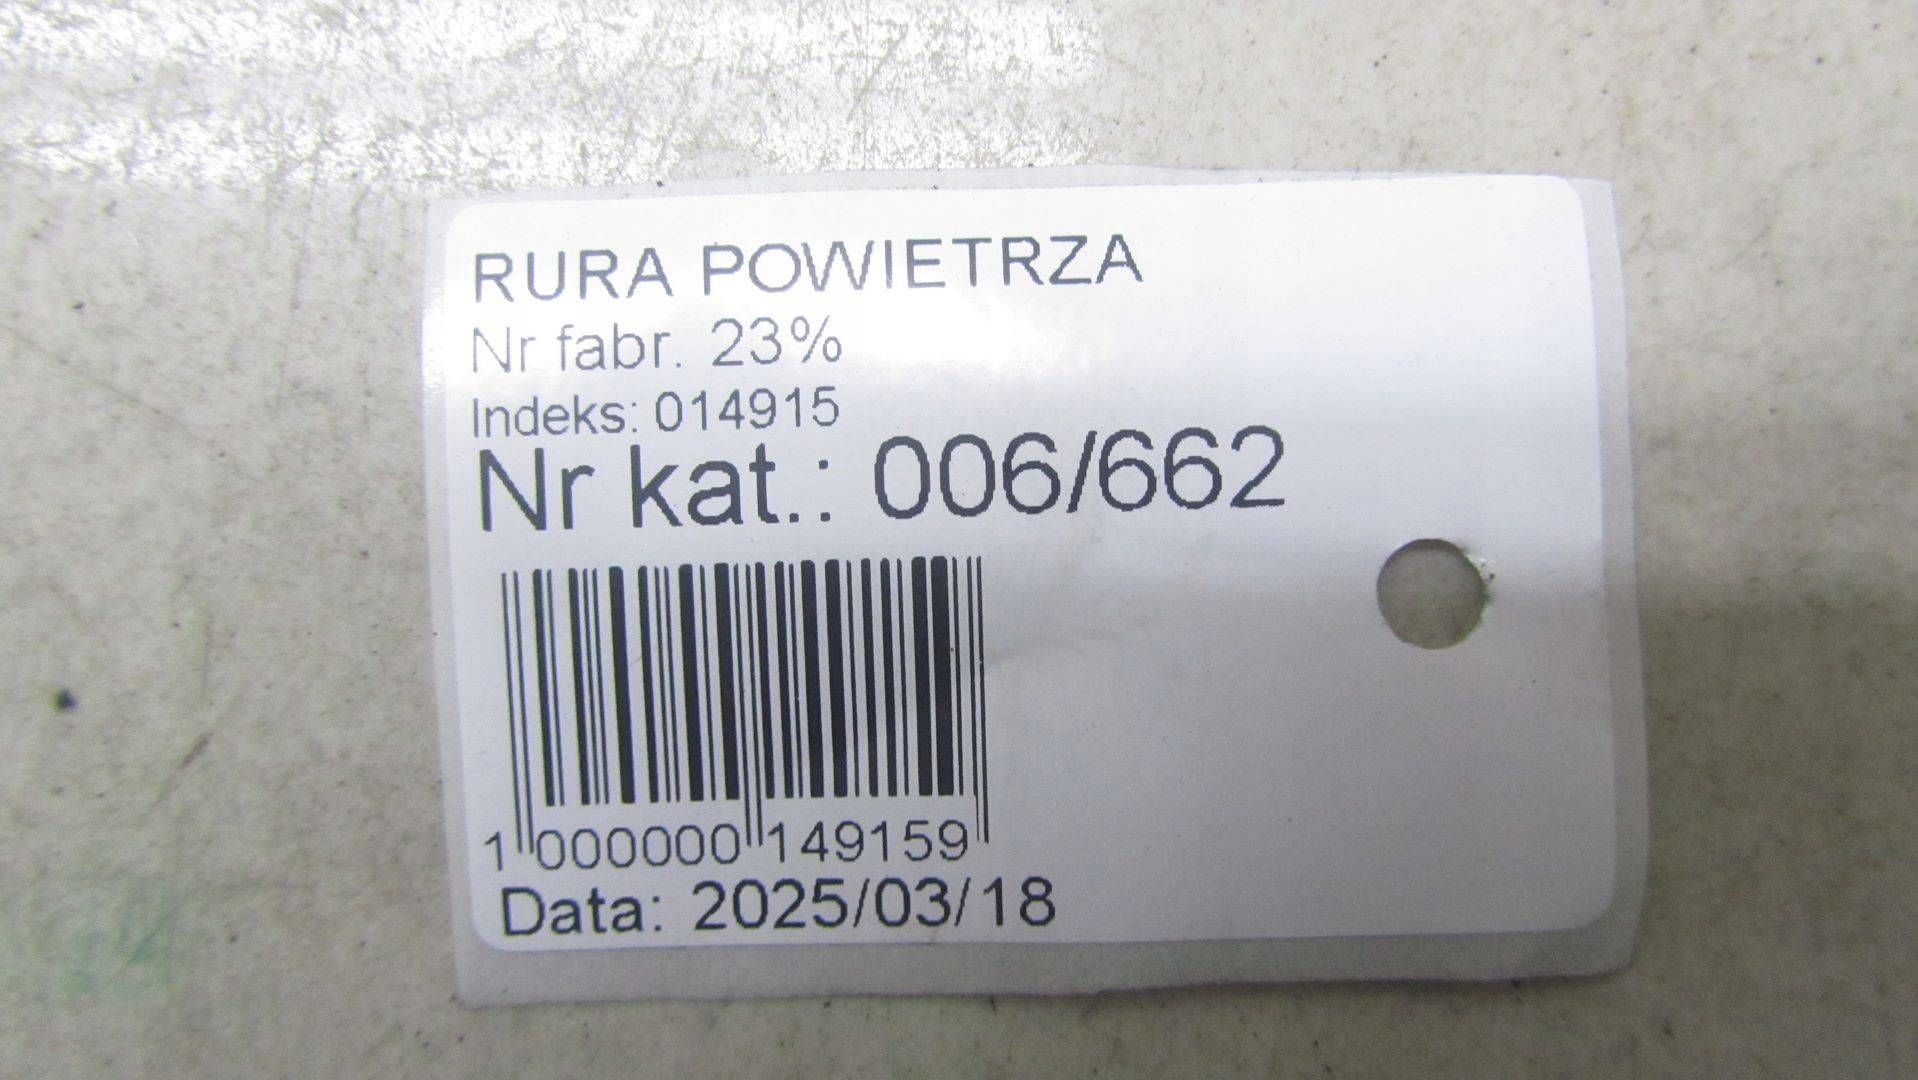 RURA POWIETRZA
Nr fabr. 23%
Indeks: 014915
Nr kat.: 006/662
1 000000 149159
Data: 2025/03/18